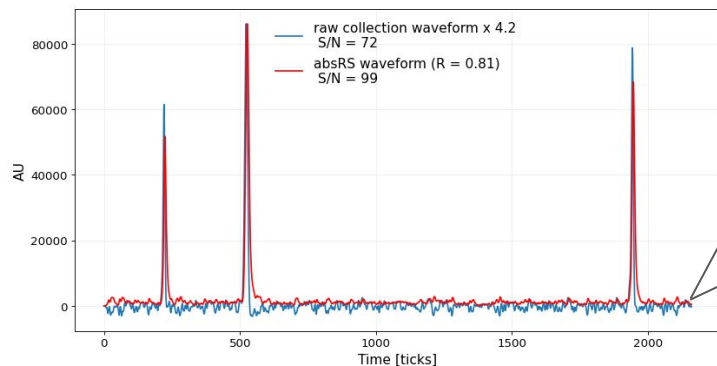 raw collection waveform x 4.2
S/N = 72
absRS waveform (R = 0.81)
S/N = 99
80000
60000
40000
20000
0
AU
0 500 1000 1500 2000
Time [ticks]